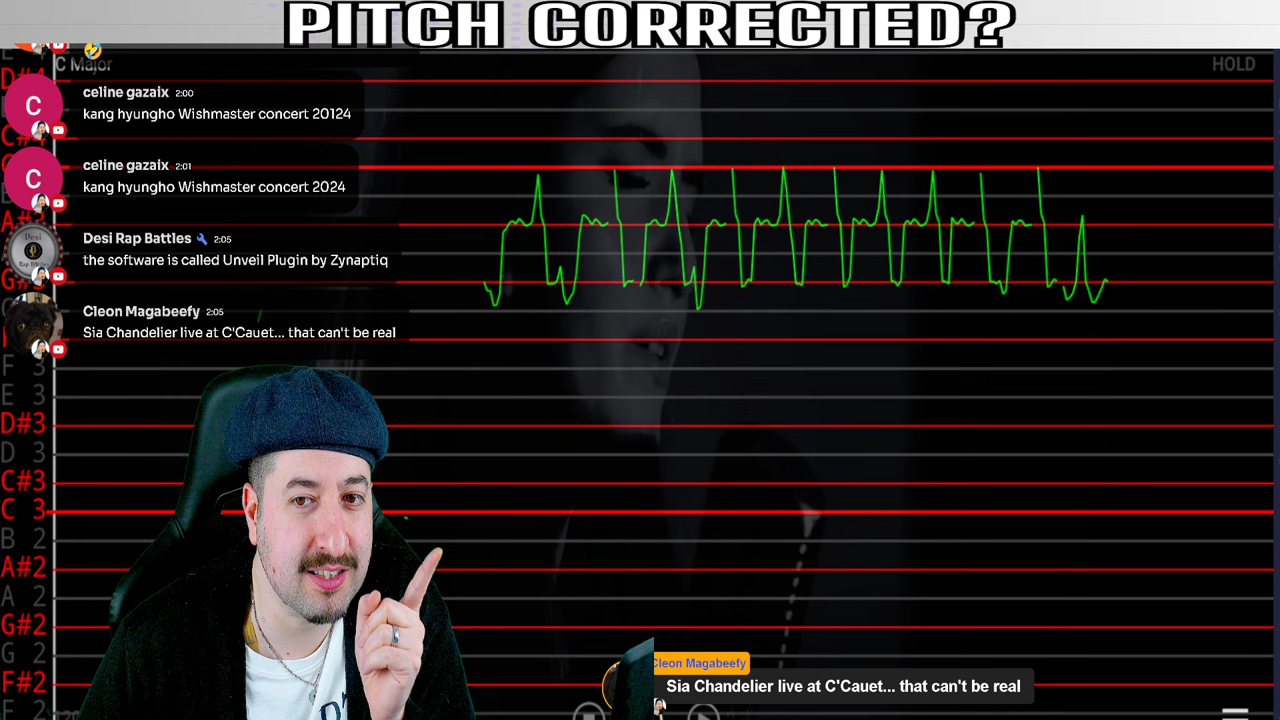 PITCH CORRECTED?
C Major
HOLD
D#4
celine gazaix 2:00
kang hyungho Wishmaster concert 20124
celine gazaix 2:01
kang hyungho Wishmaster concert 2024
Desi Rap Battles 2:05
the software is called Unveil Plugin by Zynaptiq
Cleon Magabeefy 2:05
Sia Chandelier live at C'Cauet... that can't be real
C
C
A#3
G#3
F 3
E 3
D#3
D 3
C#3
C 3
B 2
A#2
A 2
G#2
G 2
F#2
Cleon Magabeefy
Sia Chandelier live at C'Cauet... that can't be real